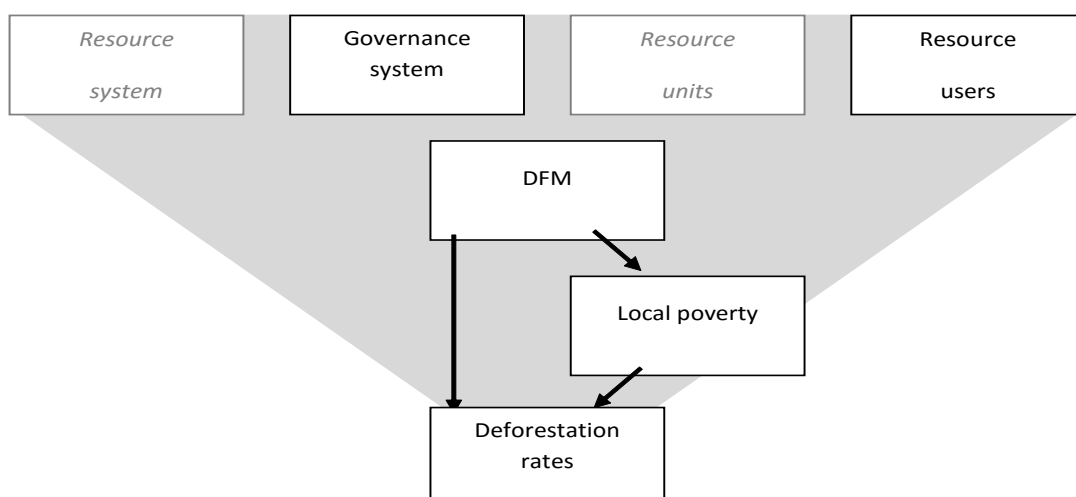 Resource
system
Governance
system
Resource
units
Resource
users
DFM
Local poverty
Deforestation
rates